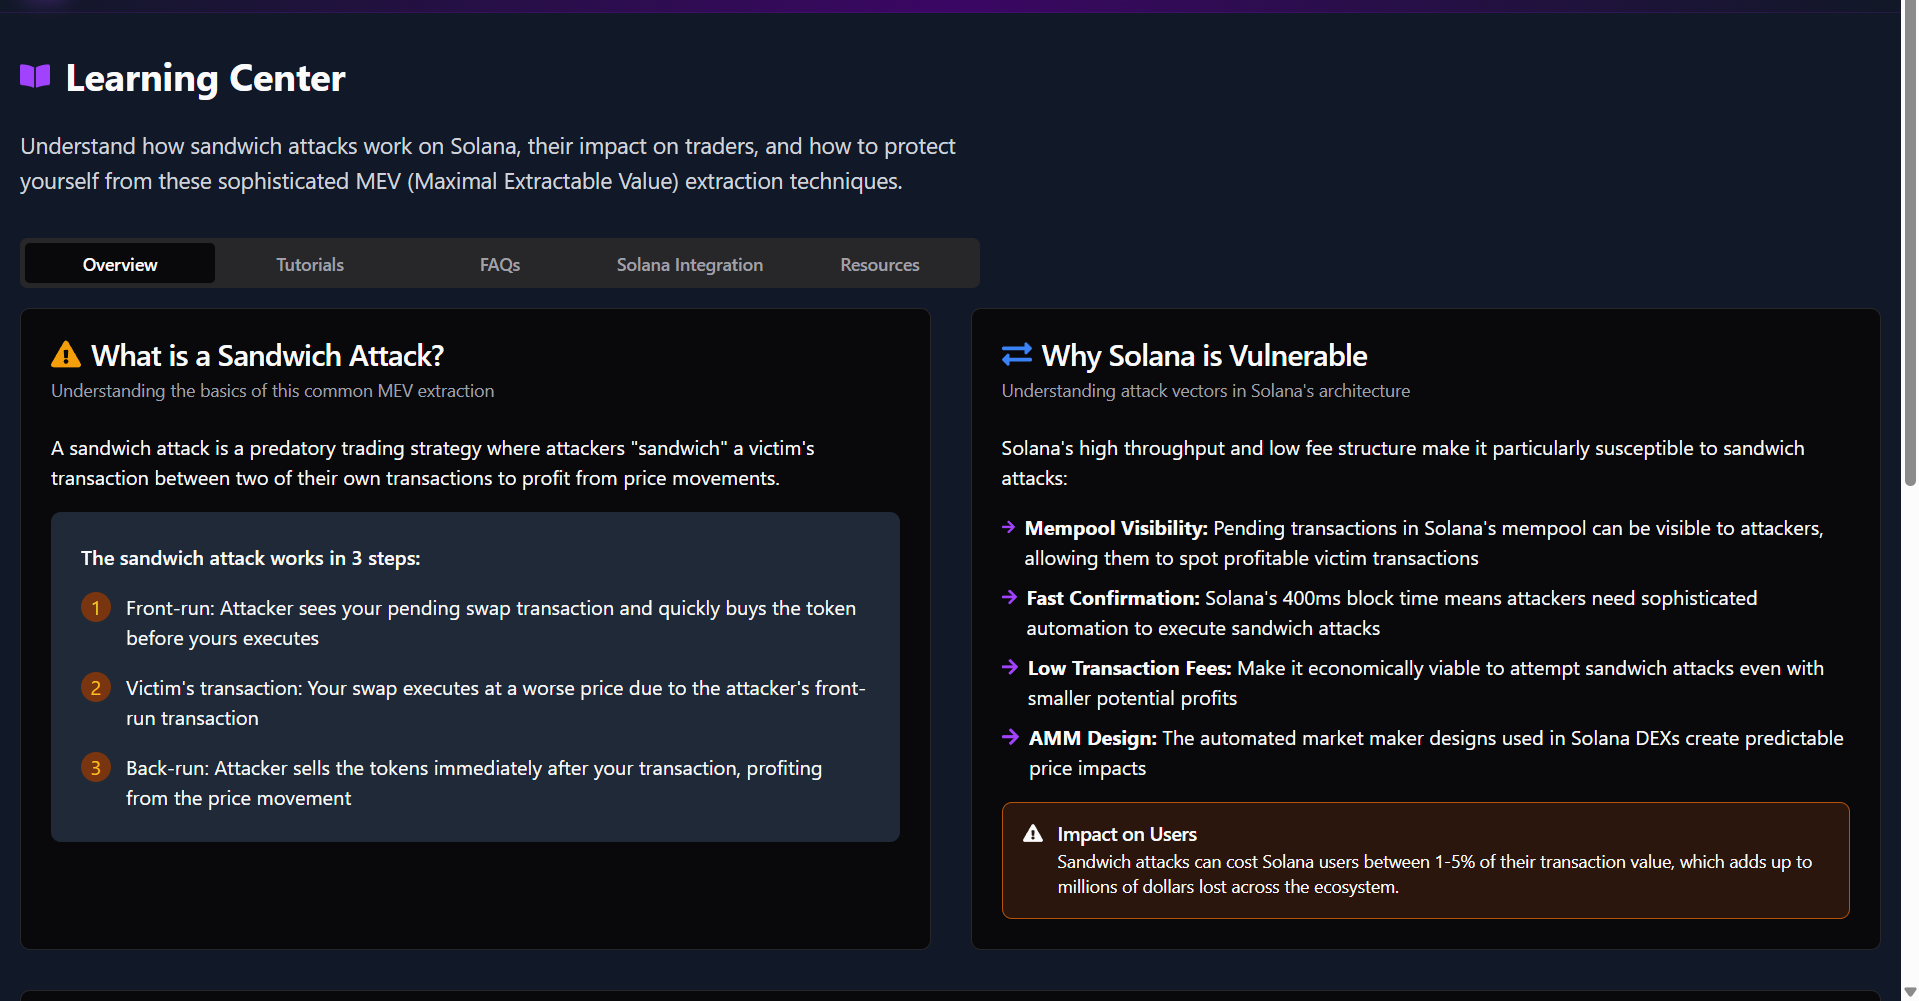 Learning Center
Understand how sandwich attacks work on Solana, their impact on traders, and how to protect
yourself from these sophisticated MEV (Maximal Extractable Value) extraction techniques.
Overview
Tutorials
FAQs
Solana Integration
Resources
What is a Sandwich Attack?
Understanding the basics of this common MEV extraction
A sandwich attack is a predatory trading strategy where attackers "sandwich" a victim's
transaction between two of their own transactions to profit from price movements.
The sandwich attack works in 3 steps:
1 Front-run: Attacker sees your pending swap transaction and quickly buys the token
before yours executes
2 Victim's transaction: Your swap executes at a worse price due to the attacker's front-
run transaction
3 Back-run: Attacker sells the tokens immediately after your transaction, profiting
from the price movement
Why Solana is Vulnerable
Understanding attack vectors in Solana's architecture
Solana's high throughput and low fee structure make it particularly susceptible to sandwich
attacks:
Mempool Visibility: Pending transactions in Solana's mempool can be visible to attackers,
allowing them to spot profitable victim transactions
Fast Confirmation: Solana's 400ms block time means attackers need sophisticated
automation to execute sandwich attacks
Low Transaction Fees: Make it economically viable to attempt sandwich attacks even with
smaller potential profits
AMM Design: The automated market maker designs used in Solana DEXs create predictable
price impacts
Impact on Users
Sandwich attacks can cost Solana users between 1-5% of their transaction value, which adds up to
millions of dollars lost across the ecosystem.